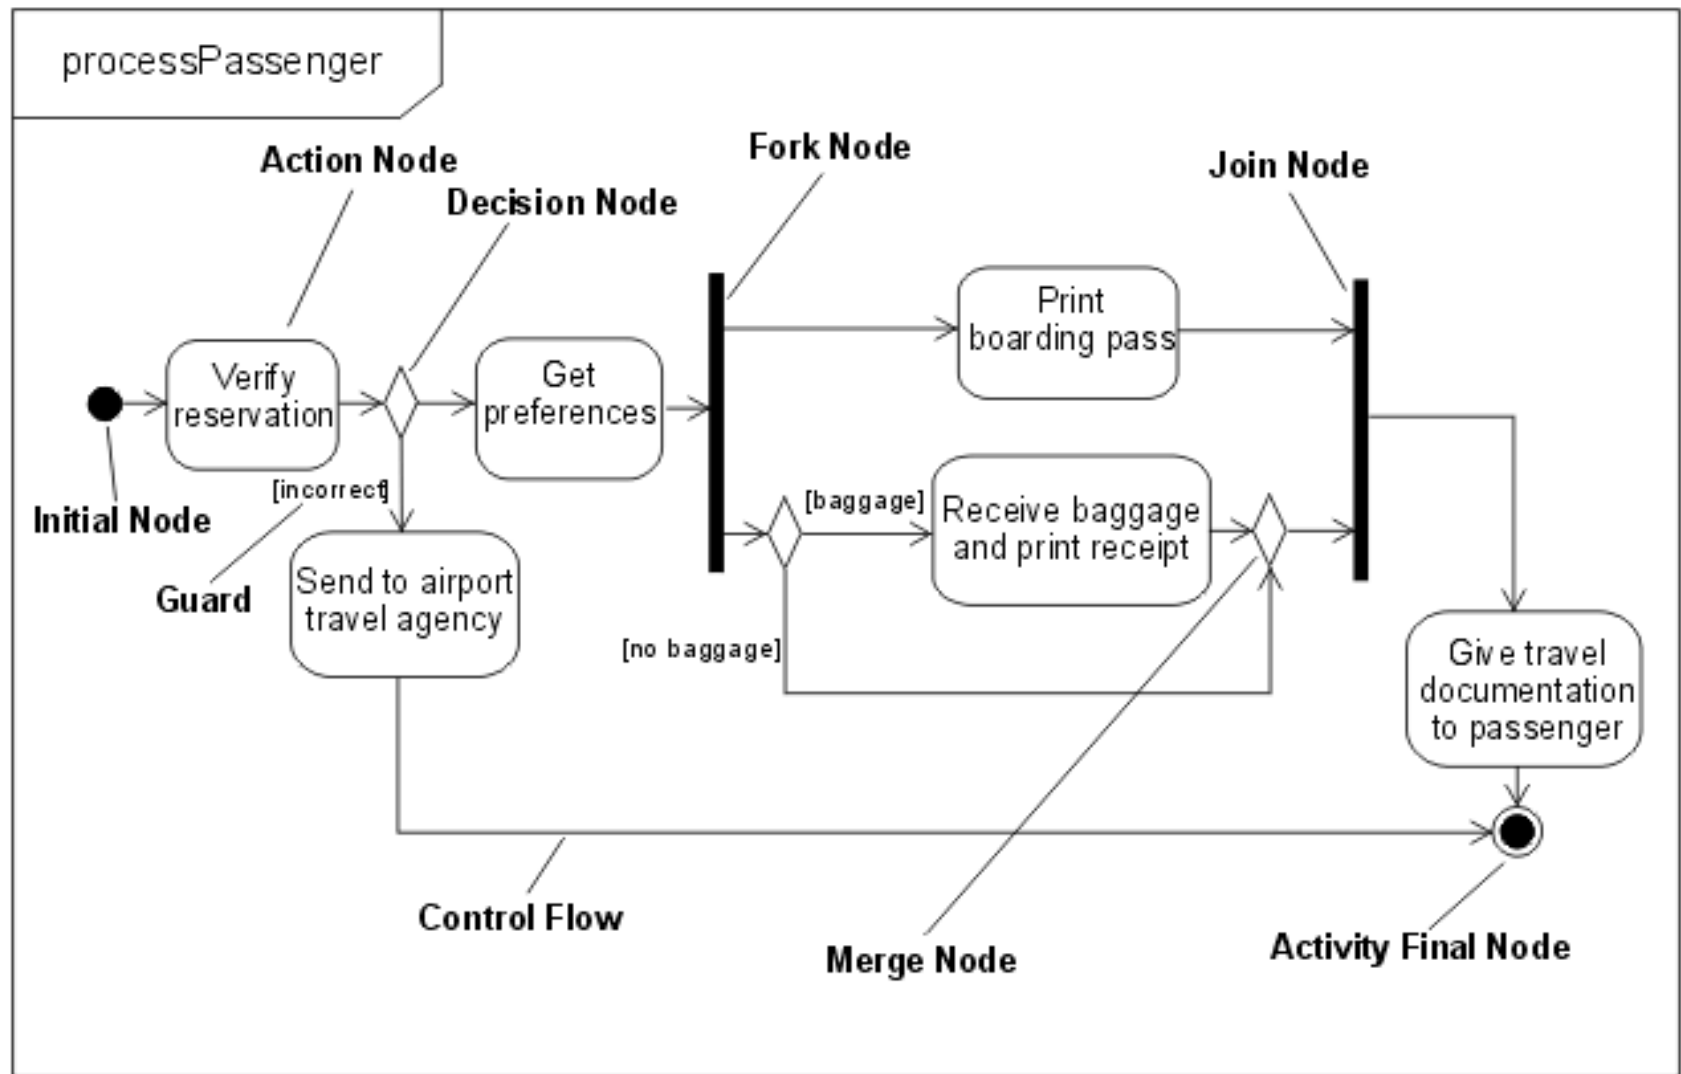 processPassenger
Action Node
Decision Node
Fork Node
Join Node
Verify
reservation
Get
preferences
Print
boarding pass
[incorrect]
Initial Node
Guard
Send to airport
travel agency
[baggage]
Receive baggage
and print receipt
[no baggage]
Give travel
documentation
to passenger
Control Flow
Merge Node
Activity Final Node